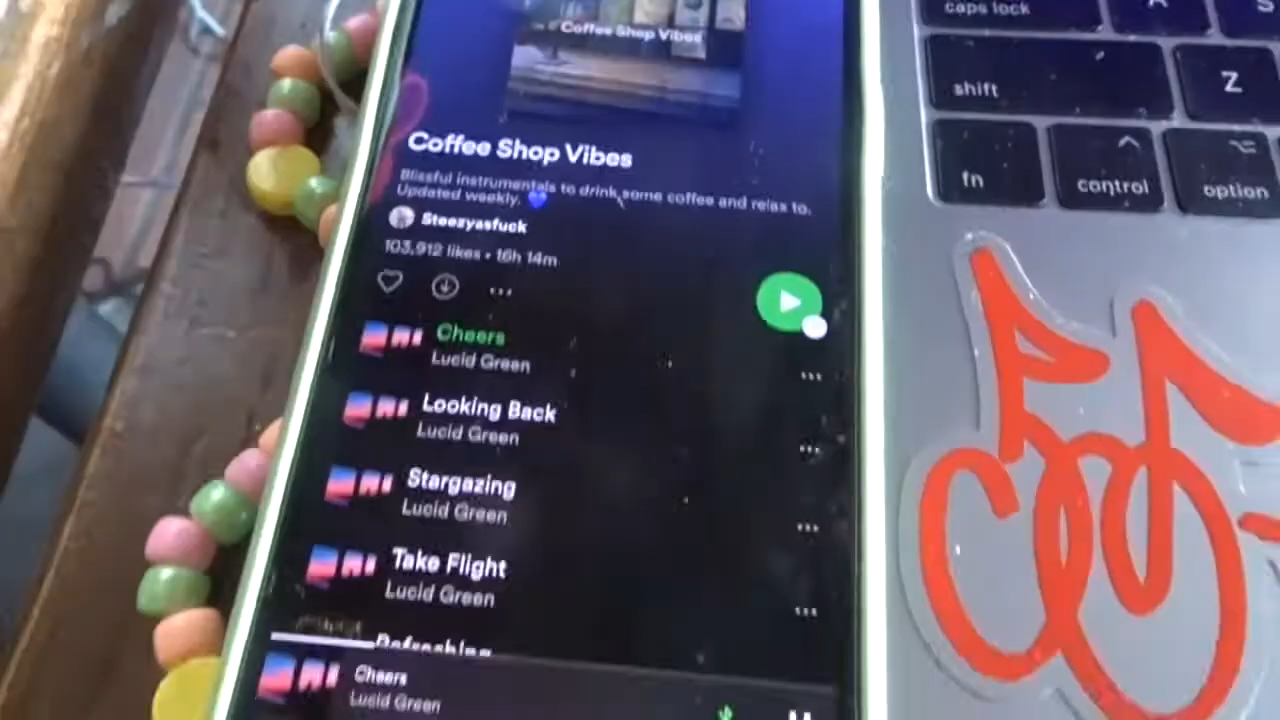 Coffee Shop Vibes
Coffee Shop Vibes
Blissful instrumentals to drink some coffee and relax to.
Updated weekly. 💙
Steezyasfuck
103,912 likes • 16h 14m
Cheers
Lucid Green
Looking Back
Lucid Green
Stargazing
Lucid Green
Take Flight
Lucid Green
Refreshing
Cheers
Lucid Green
caps lock
A
S
shift
Z
fn
control
option